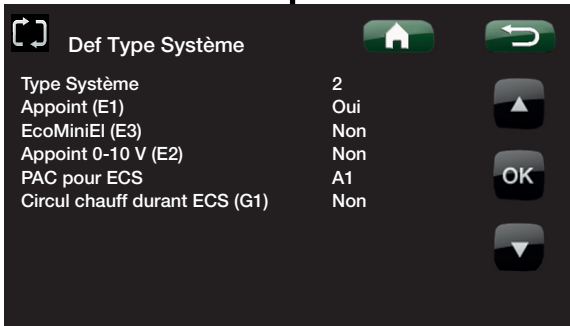 Def Type Système
Type Système 2
Appoint (E1) Oui
EcoMiniEl (E3) Non
Appoint 0-10 V (E2) Non
PAC pour ECS A1
Circul chauff durant ECS (G1) Non
OK